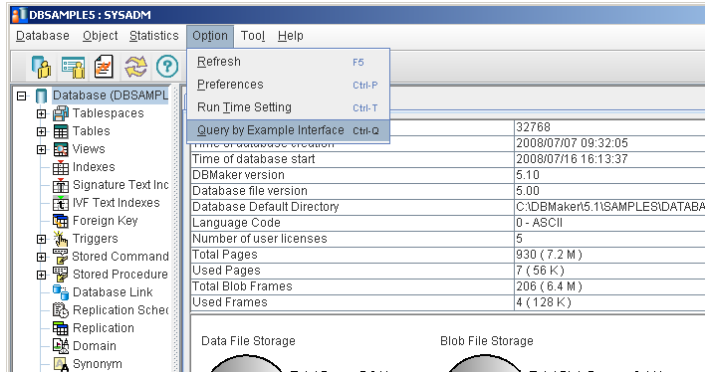 DBSAMPLE5 : SYSADM
Database Object Statistics Option Tool Help
Refresh F5
Preferences Ctrl-P
Run Time Setting Ctrl-T
Query by Example Interface Ctrl-Q
Database (DBSAMPL
Tablespaces
Tables
Views
Indexes
Signature Text Inc
IVF Text Indexes
Foreign Key
Triggers
Stored Command
Stored Procedure
Database Link
Replication Sched
Replication
Domain
Synonym
32768
Time of database creation 2008/07/07 09:32:05
Time of database start 2008/07/16 16:13:37
DBMaker version 5.10
Database file version 5.00
Database Default Directory C:\DBMaker\5.1\SAMPLES\DATABA
Language Code 0 - ASCII
Number of user licenses 5
Total Pages 930 ( 7.2 M )
Used Pages 7 ( 56 K )
Total Blob Frames 206 ( 6.4 M )
Used Frames 4 ( 128 K )
Data File Storage Blob File Storage